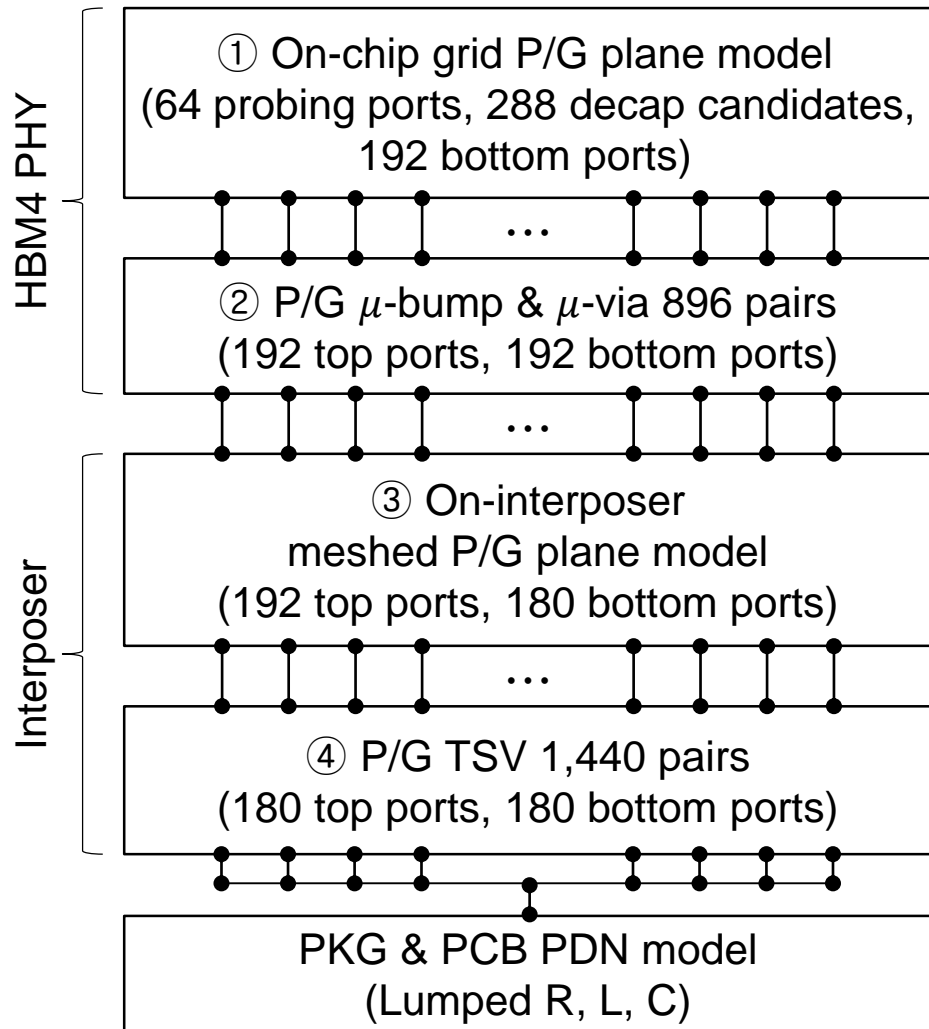 HBM4 PHY
① On-chip grid P/G plane model
(64 probing ports, 288 decap candidates,
192 bottom ports)
...
② P/G 𝜇-bump & 𝜇-via 896 pairs
(192 top ports, 192 bottom ports)
...
Interposer
③ On-interposer
meshed P/G plane model
(192 top ports, 180 bottom ports)
...
④ P/G TSV 1,440 pairs
(180 top ports, 180 bottom ports)
PKG & PCB PDN model
(Lumped R, L, C)